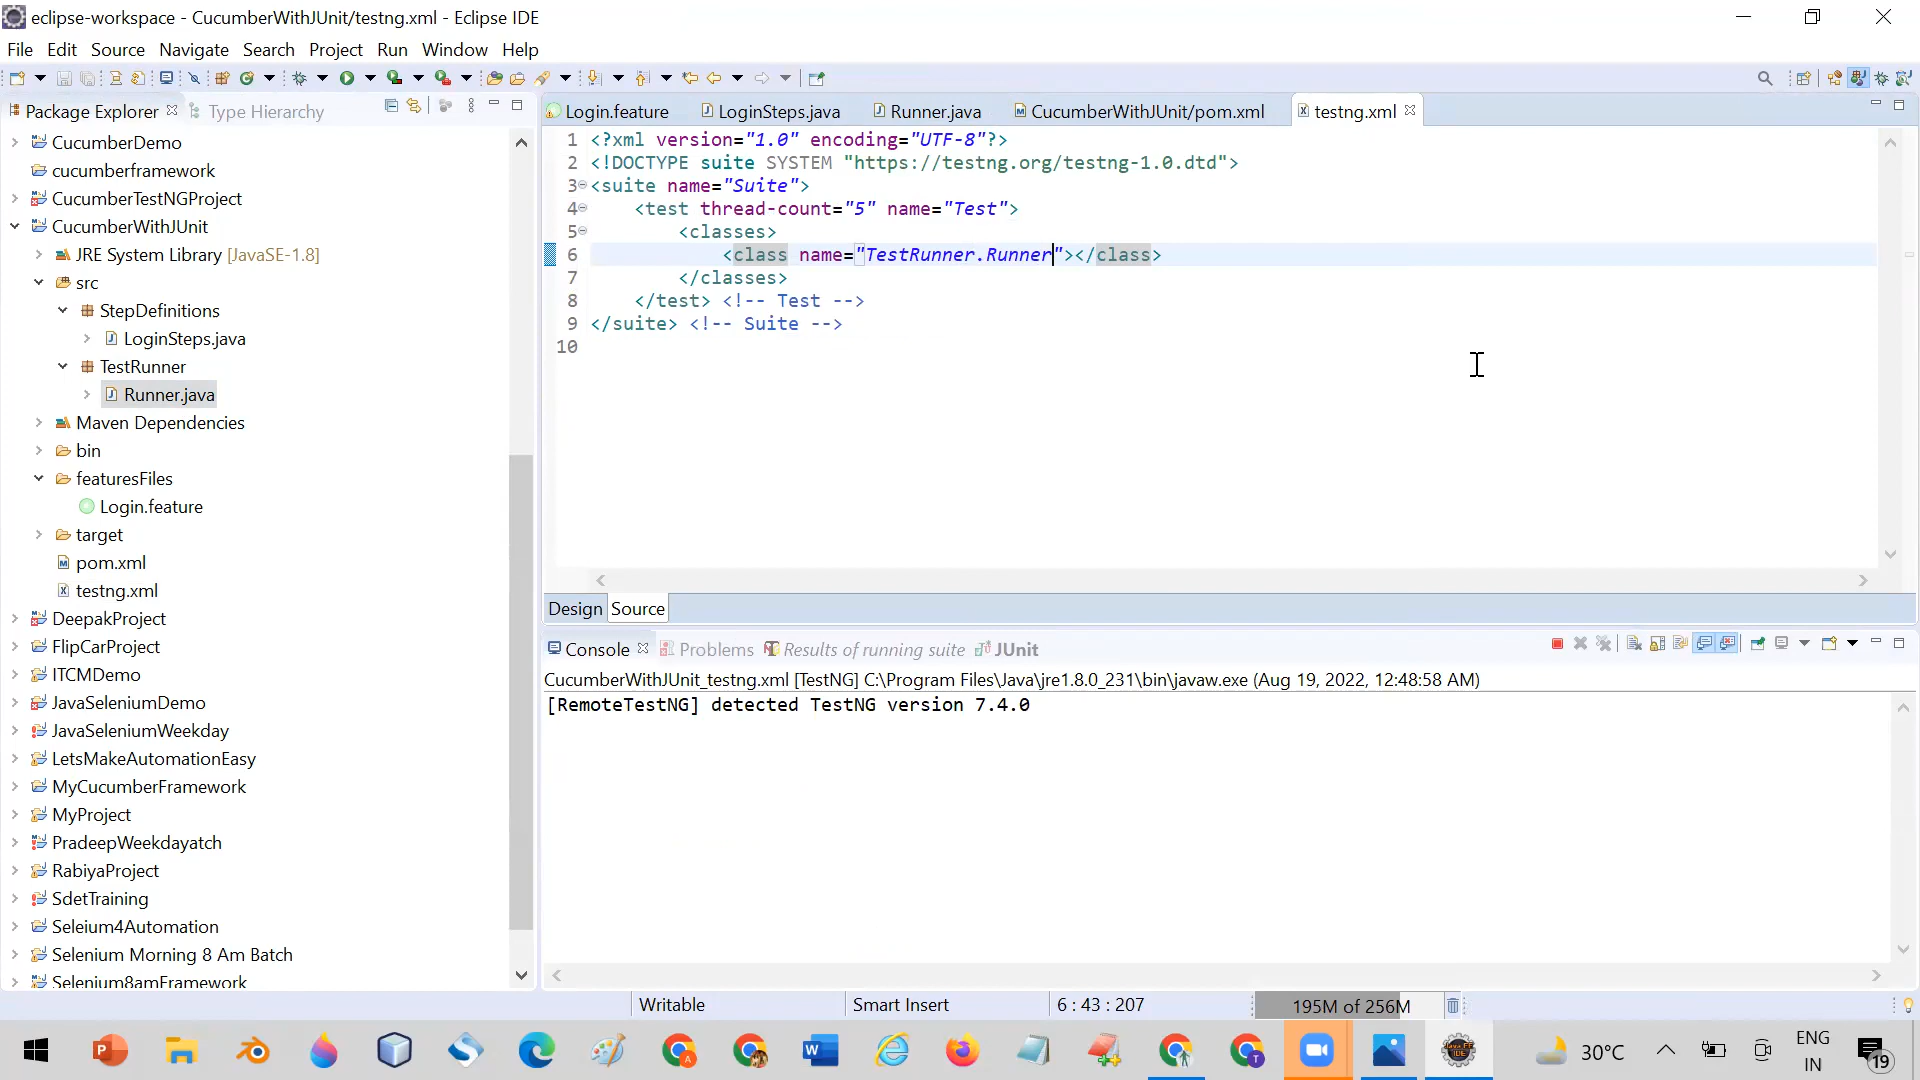 eclipse-workspace - CucumberWithJUnit/testng.xml - Eclipse IDE
File Edit Source Navigate Search Project Run Window Help
Package Explorer Type Hierarchy
CucumberDemo
cucumberframework
CucumberTestNGProject
CucumberWithJUnit
JRE System Library [JavaSE-1.8]
src
StepDefinitions
LoginSteps.java
TestRunner
Runner.java
Maven Dependencies
bin
featuresFiles
Login.feature
target
pom.xml
testng.xml
DeepakProject
FlipCarProject
ITCMDemo
JavaSeleniumDemo
JavaSeleniumWeekday
LetsMakeAutomationEasy
MyCucumberFramework
MyProject
PradeepWeekdayatch
RabiyaProject
SdetTraining
Seleium4Automation
Selenium Morning 8 Am Batch
Selenium8amFramework
Login.feature LoginSteps.java Runner.java CucumberWithJUnit/pom.xml testng.xml
1 <?xml version="1.0" encoding="UTF-8"?>
2 <!DOCTYPE suite SYSTEM "https://testng.org/testng-1.0.dtd">
3 <suite name="Suite">
4 <test thread-count="5" name="Test">
5 <classes>
6 <class name="TestRunner.Runner"></class>
7 </classes>
8 </test> <!-- Test -->
9 </suite> <!-- Suite -->
10
Design Source
Console Problems Results of running suite JUnit
CucumberWithJUnit_testng.xml [TestNG] C:\Program Files\Java\jre1.8.0_231\bin\javaw.exe (Aug 19, 2022, 12:48:58 AM)
[RemoteTestNG] detected TestNG version 7.4.0
Writable Smart Insert 6 : 43 : 207 195M of 256M
30°C
ENG
IN
19